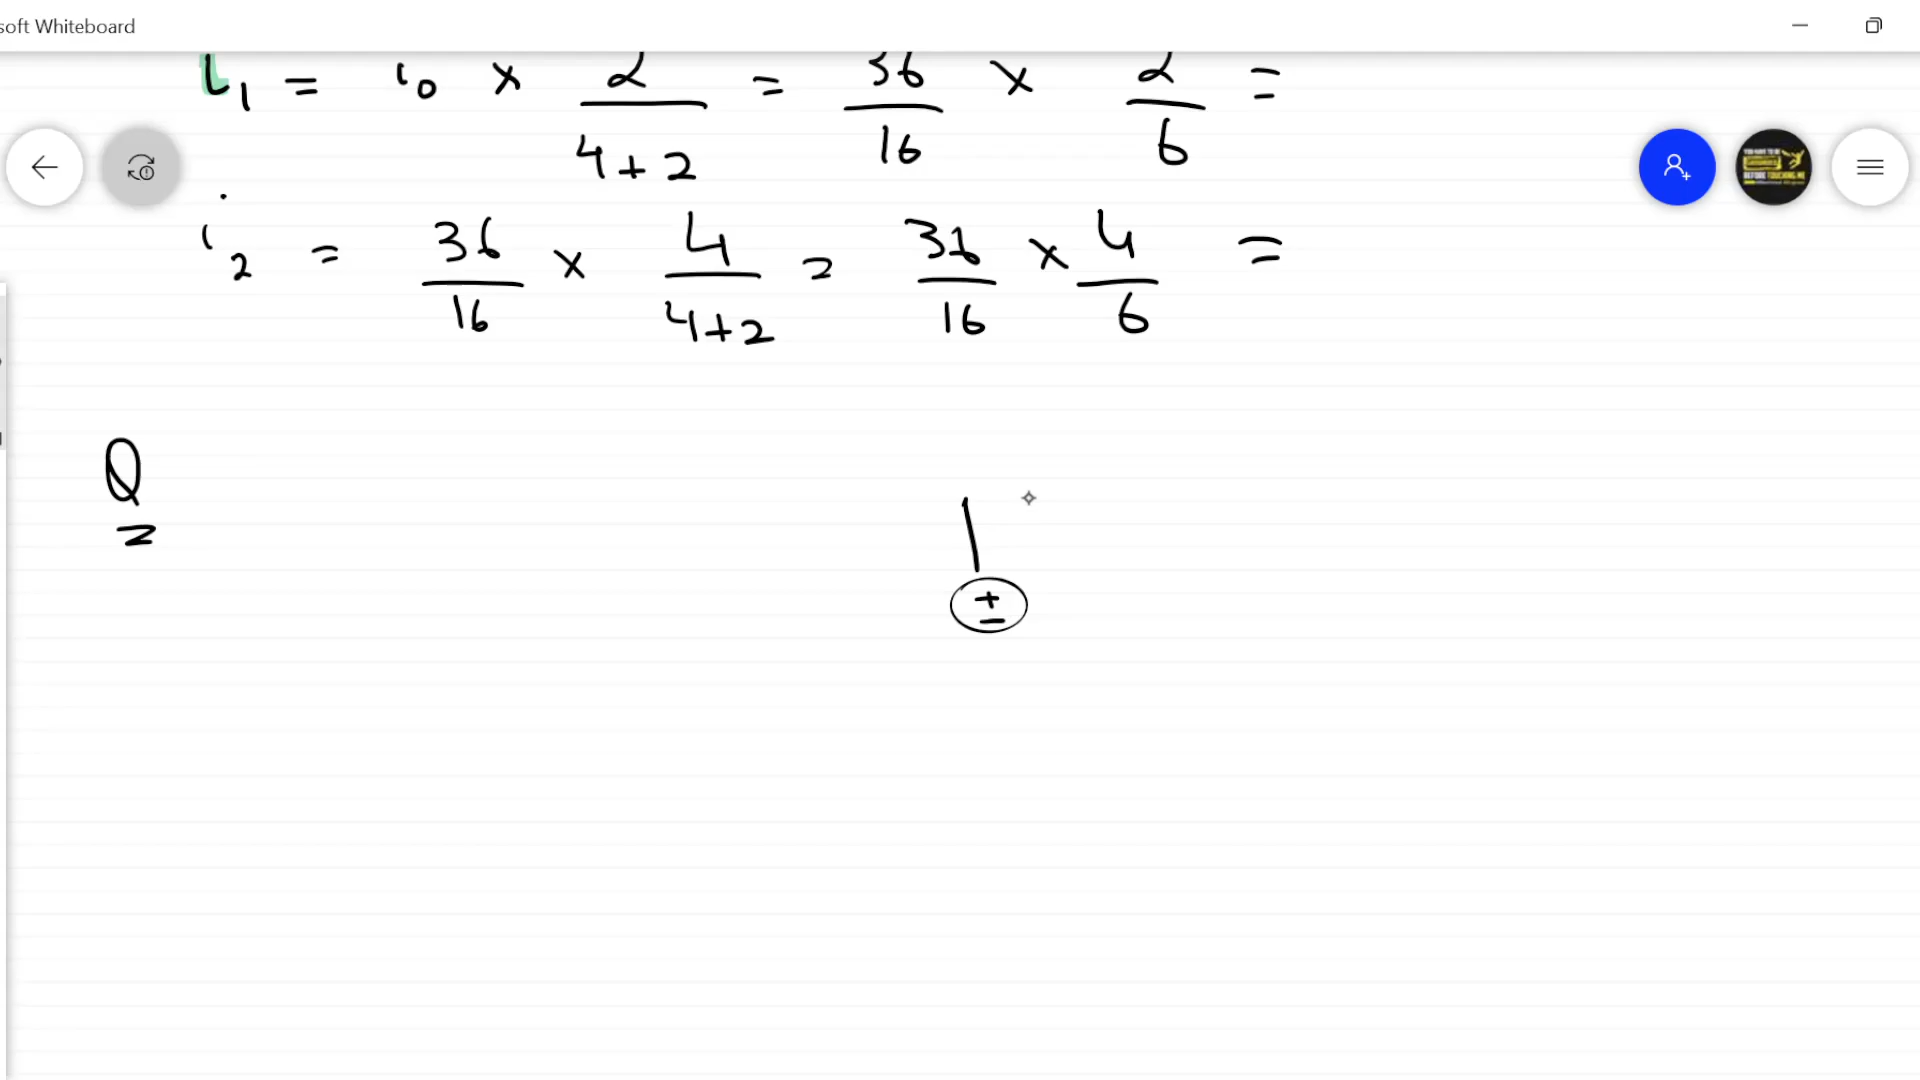 soft Whiteboard
i1 = i0 × 2/(4+2) = 36/16 × 2/6 =
i2 = 36/16 × 4/(4+2) = 36/16 × 4/6 =
Q
+
-